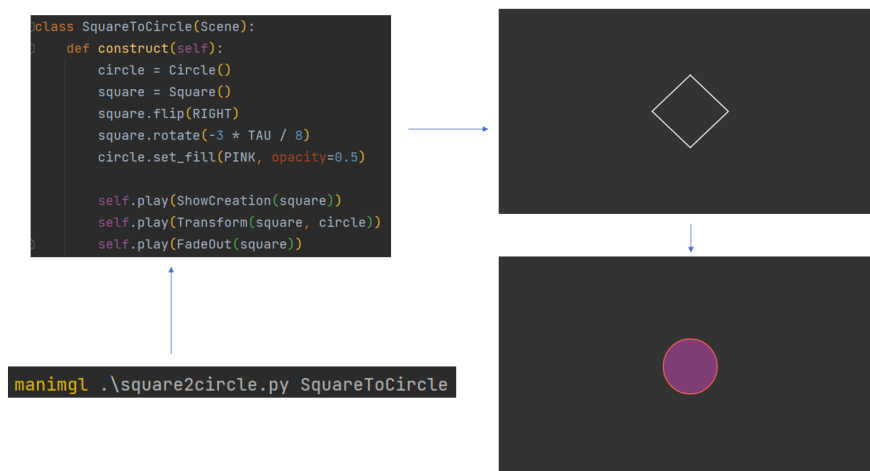 class SquareToCircle(Scene):
def construct(self):
circle = Circle()
square = Square()
square.flip(RIGHT)
square.rotate(-3 * TAU / 8)
circle.set_fill(PINK, opacity=0.5)
self.play(ShowCreation(square))
self.play(Transform(square, circle))
self.play(FadeOut(square))
manimgl .\square2circle.py SquareToCircle